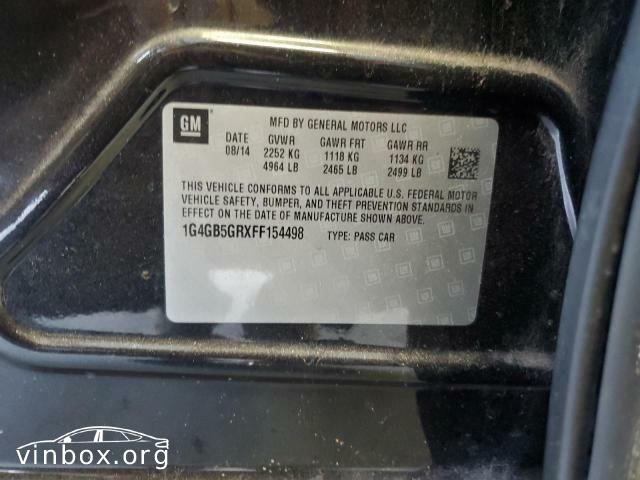 GM
MFD BY GENERAL MOTORS LLC
DATE GVWR GAWR FRT GAWR RR
08/14 2252 KG 1118 KG 1134 KG
4964 LB 2465 LB 2499 LB
THIS VEHICLE CONFORMS TO ALL APPLICABLE U.S. FEDERAL MOTOR
VEHICLE SAFETY, BUMPER, AND THEFT PREVENTION STANDARDS IN
EFFECT ON THE DATE OF MANUFACTURE SHOWN ABOVE.
1G4GB5GRXFF154498 TYPE: PASS CAR
vinbox.org